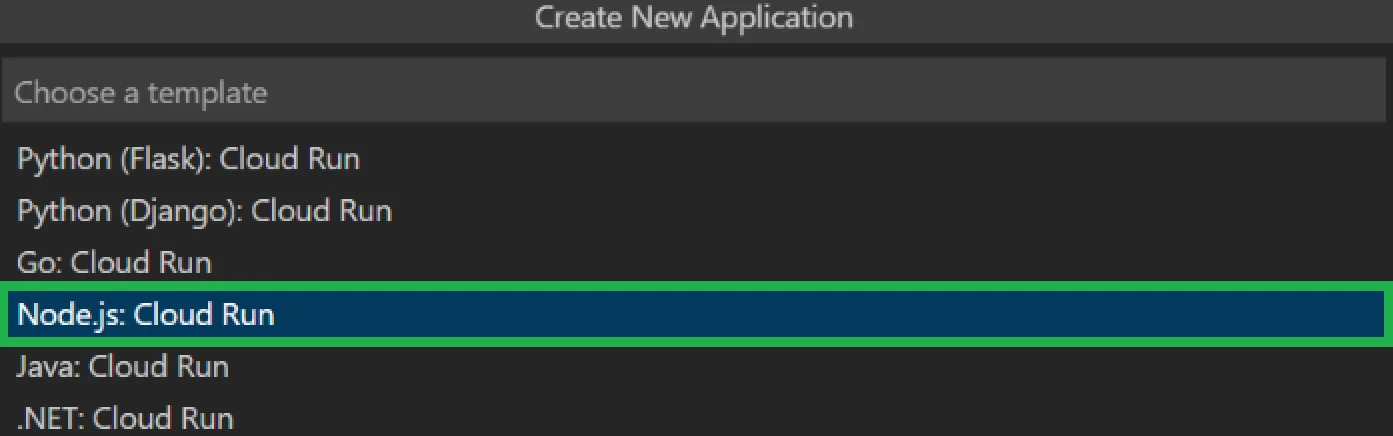 Create New Application
Choose a template
Python (Flask): Cloud Run
Python (Django): Cloud Run
Go: Cloud Run
Node.js: Cloud Run
Java: Cloud Run
.NET: Cloud Run